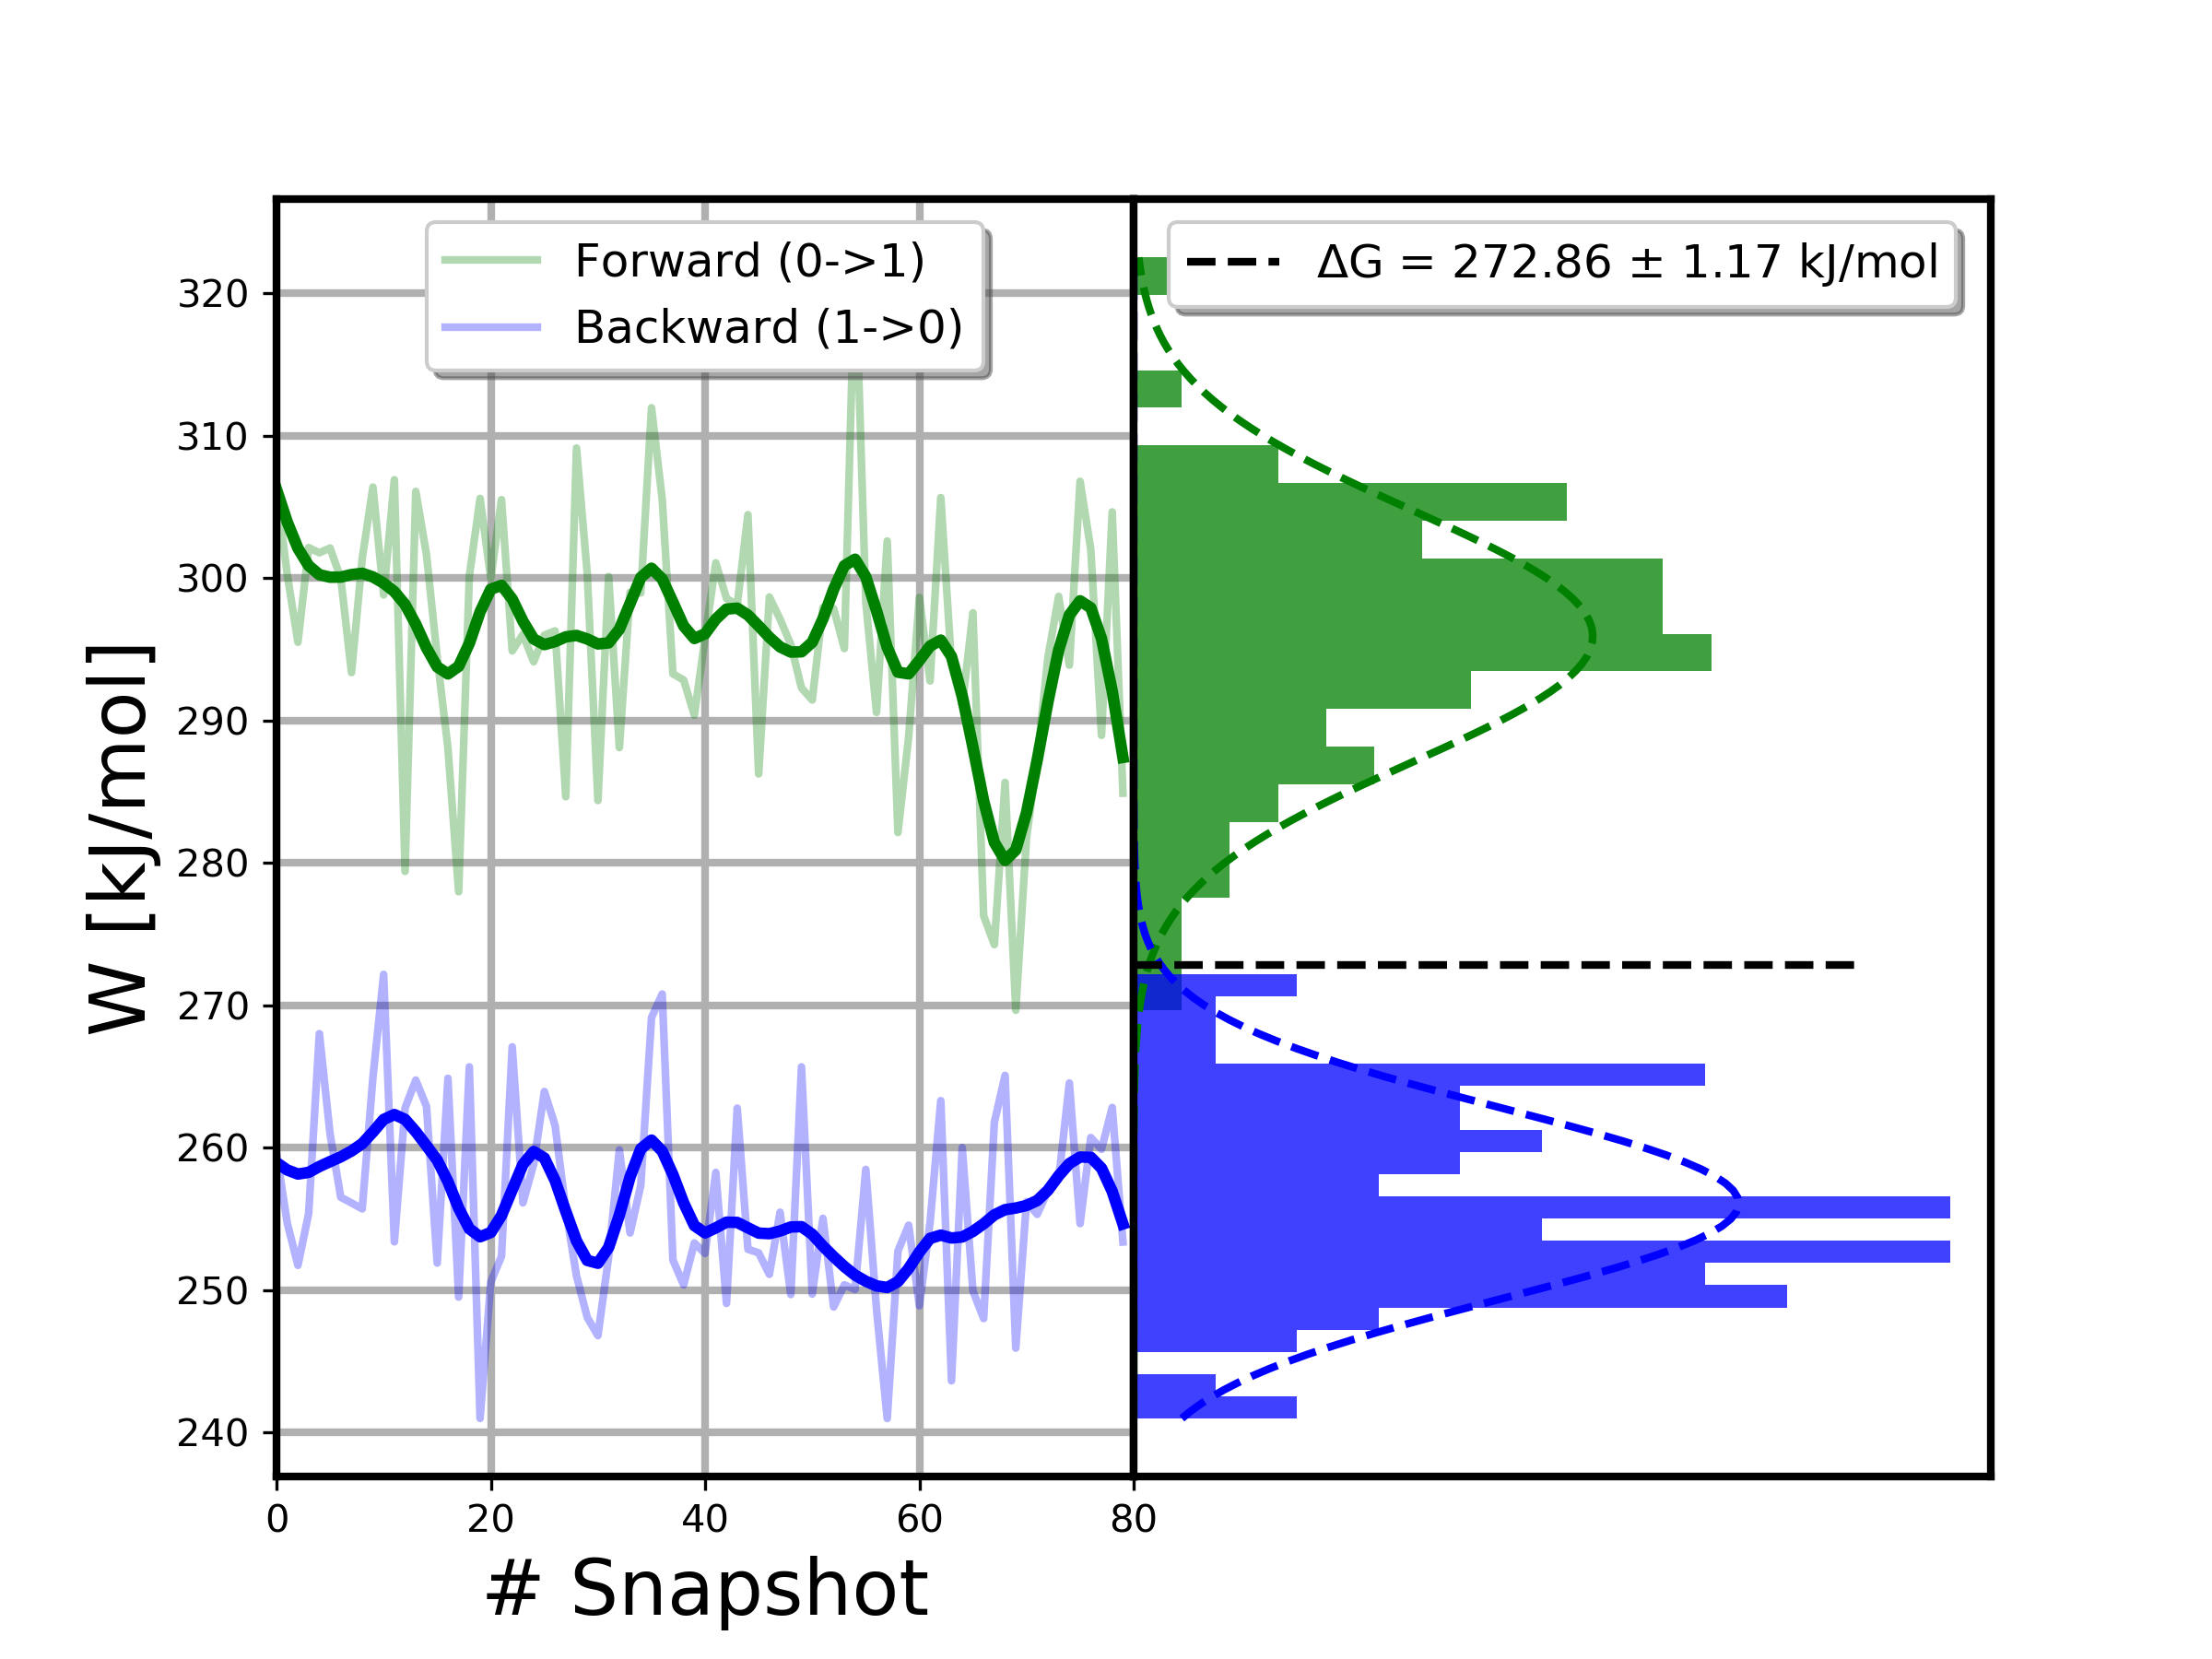 Forward (0->1)
Backward (1->0)
ΔG = 272.86 ± 1.17 kJ/mol
W [kJ/mol]
320
310
300
290
280
270
260
250
240
0 20 40 60 80
# Snapshot